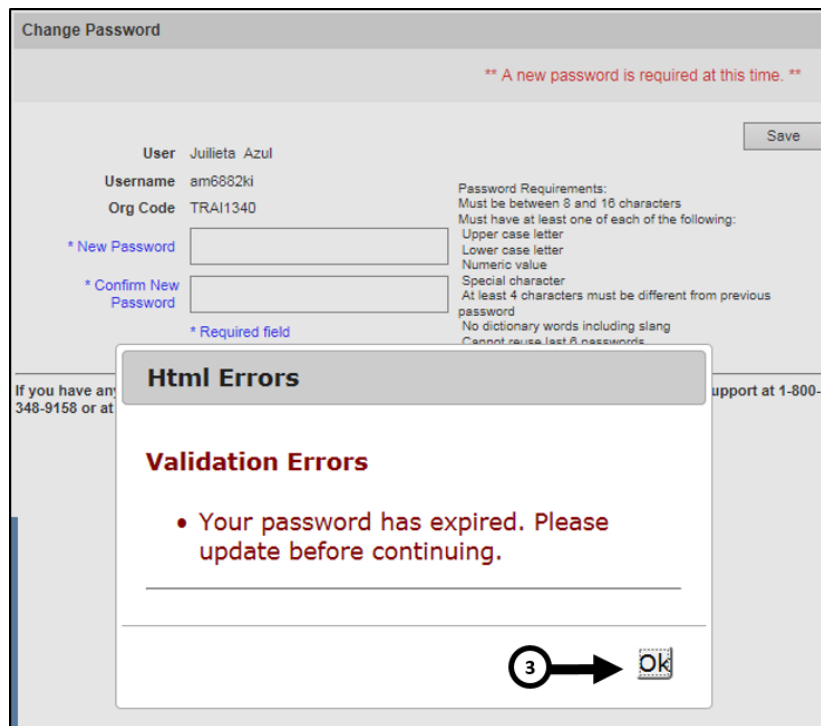 Change Password
** A new password is required at this time. **
Save
User Juilieta Azul
Username am6882ki
Org Code TRAI1340
* New Password
* Confirm New
Password
* Required field
Password Requirements:
Must be between 8 and 16 characters
Must have at least one of each of the following:
Upper case letter
Lower case letter
Numeric value
Special character
At least 4 characters must be different from previous
password
No dictionary words including slang
Cannot reuse last 6 passwords
If you have any upport at 1-800-
348-9158 or at
Html Errors
Validation Errors
• Your password has expired. Please
update before continuing.
3
Ok